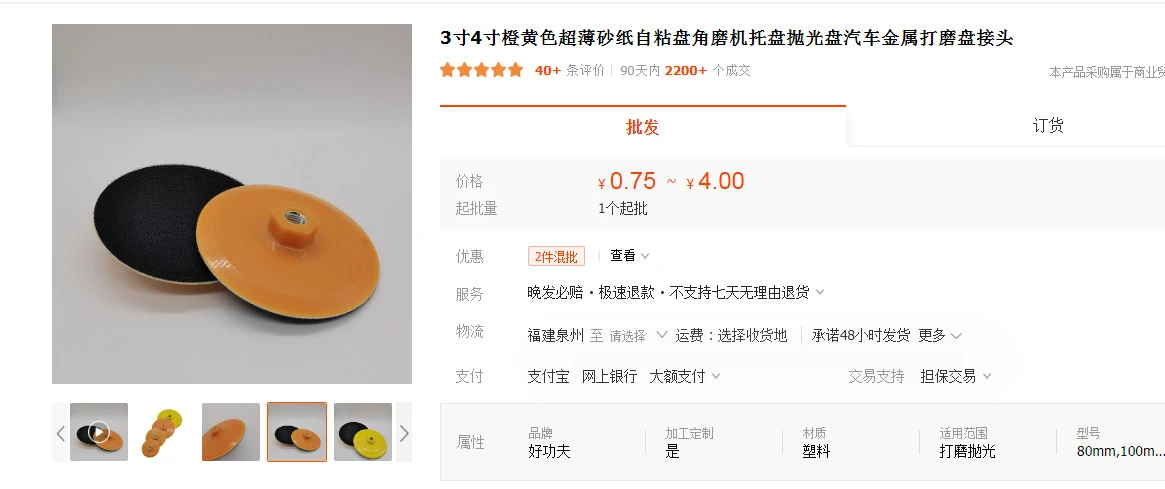 3寸4寸橙黄色超薄砂纸自粘盘角磨机托盘抛光盘汽车金属打磨盘接头
40+ 条评价 90天内 2200+ 个成交
本产品采购属于商业贸
批发 订货
价格 ¥ 0.75 ~ ¥ 4.00
起批量 1个起批
优惠 2件混批 查看
服务 晚发必赔・极速退款・不支持七天无理由退货
物流 福建泉州 至 请选择 运费：选择收货地 承诺48小时发货 更多
支付 支付宝 网上银行 大额支付 交易支持 担保交易
属性
品牌 加工定制 材质 适用范围 型号
好功夫 是 塑料 打磨抛光 80mm,100m...